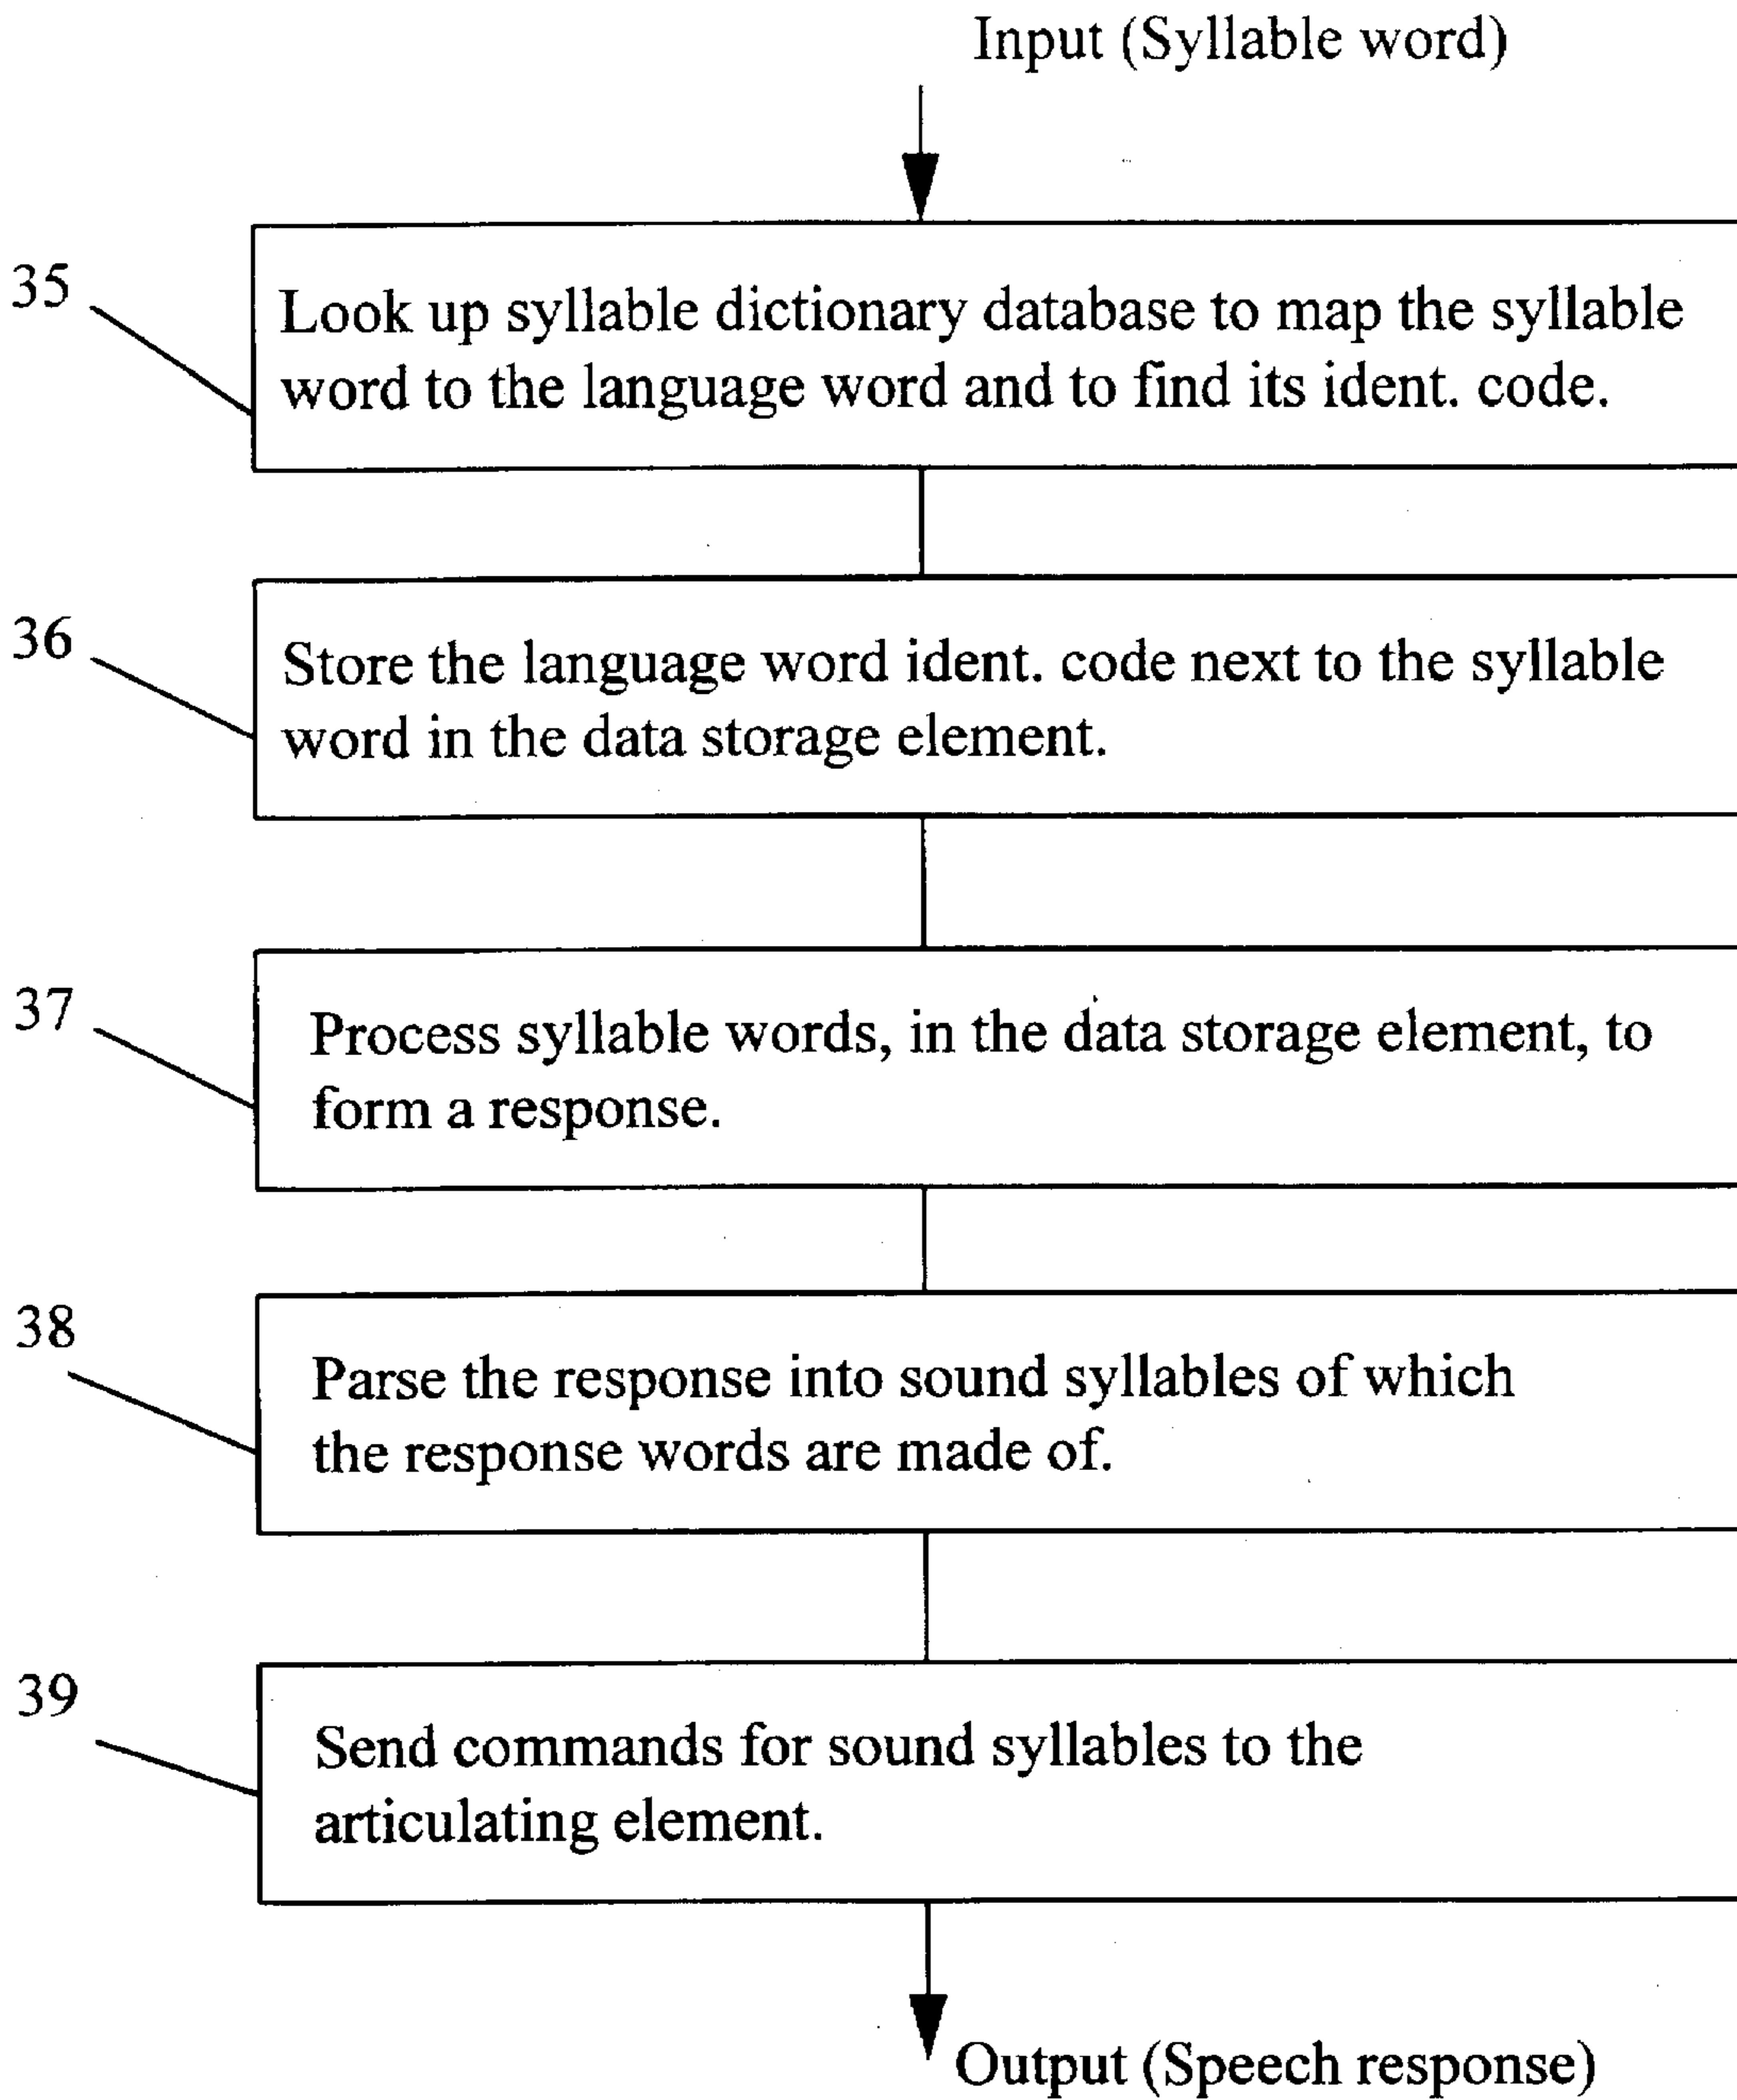 Input (Syllable word)
35
Look up syllable dictionary database to map the syllable
word to the language word and to find its ident. code.
36
Store the language word ident. code next to the syllable
word in the data storage element.
37
Process syllable words, in the data storage element, to
form a response.
38
Parse the response into sound syllables of which
the response words are made of.
39
Send commands for sound syllables to the
articulating element.
Output (Speech response)